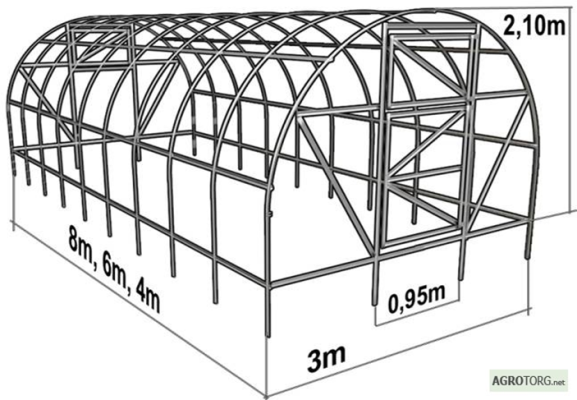 2,10m
8m, 6m, 4m
0,95m
3m
AGROTORG.net